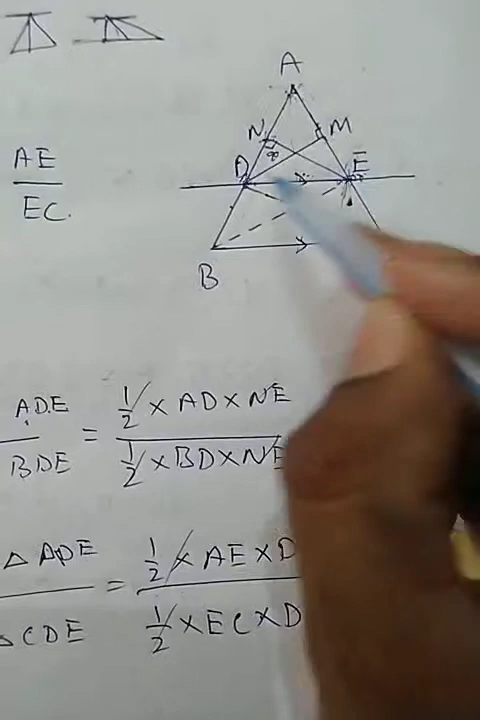 A
N
M
AE
EC.
D
E
B
ADE
BDE
=
1/2 × AD × NE
1/2 × BD × NE
△ ADE
△ CDE
=
1/2 × AE × D
1/2 × EC × D